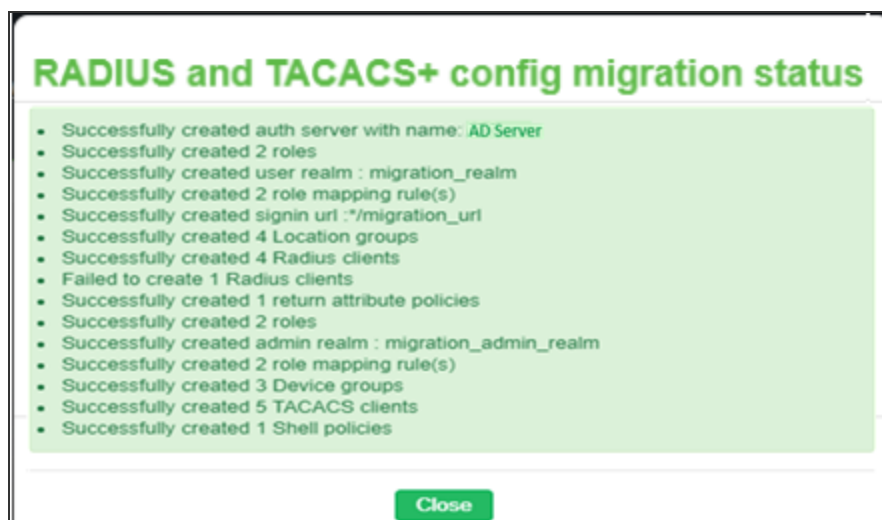 RADIUS and TACACS+ config migration status
• Successfully created auth server with name: AD Server
• Successfully created 2 roles
• Successfully created user realm : migration_realm
• Successfully created 2 role mapping rule(s)
• Successfully created signin url :*/migration_url
• Successfully created 4 Location groups
• Successfully created 4 Radius clients
• Failed to create 1 Radius clients
• Successfully created 1 return attribute policies
• Successfully created 2 roles
• Successfully created admin realm : migration_admin_realm
• Successfully created 2 role mapping rule(s)
• Successfully created 3 Device groups
• Successfully created 5 TACACS clients
• Successfully created 1 Shell policies
Close